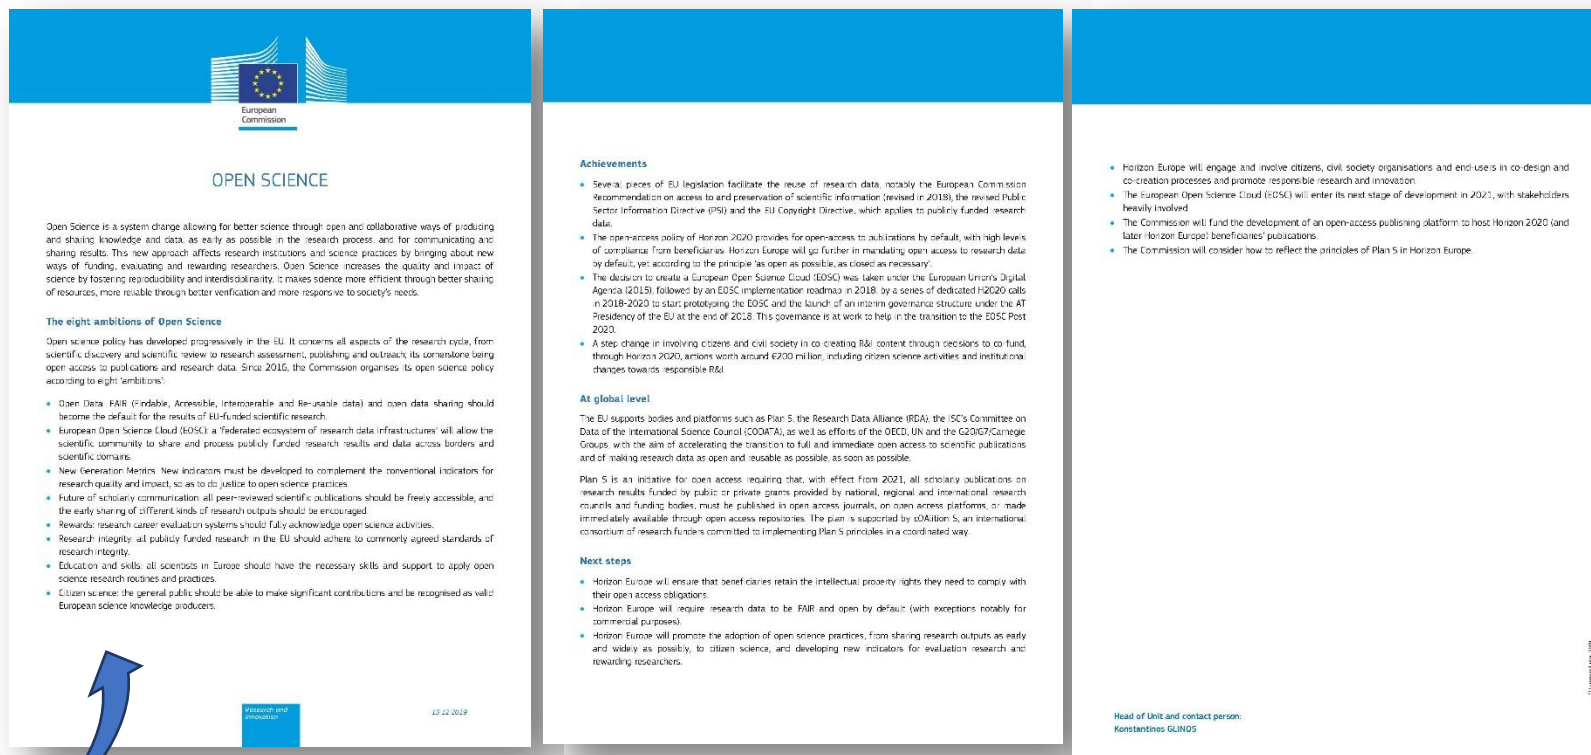 European
Commission
OPEN SCIENCE
Open Science is a system change allowing for better science through open and collaborative ways of producing
and sharing knowledge and data, as early as possible in the research process, and for communicating and
sharing results. This new approach affects research institutions and science practices by bringing about new
ways of funding, evaluating and rewarding researchers. Open Science increases the quality and impact of
science by fostering reproducibility and interdisciplinarity. It makes science more efficient through better sharing
of resources, more reliable through better verification and more responsive to society's needs.
The eight ambitions of Open Science
Open science policy has developed progressively in the EU. It concerns all aspects of the research cycle, from
scientific discovery and scientific review to research assessment, publishing and outreach; its cornerstone being
open access to publications and research data. Since 2016, the Commission organises its open science policy
according to eight 'ambitions':
• Open Data: FAIR (Findable, Accessible, Interoperable and Re-usable data) and open data sharing should
become the default for the results of EU-funded scientific research.
• European Open Science Cloud (EOSC): a 'federated ecosystem of research data infrastructures' will allow the
scientific community to share and process publicly funded research results and data across borders and
scientific domains.
• New Generation Metrics: New indicators must be developed to complement the conventional indicators for
research quality and impact, so as to do justice to open science practices.
• Future of scholarly communication: all peer-reviewed scientific publications should be freely accessible, and
the early sharing of different kinds of research outputs should be encouraged.
• Rewards: research career evaluation systems should fully acknowledge open science activities.
• Research integrity: all publicly funded research in the EU should adhere to commonly agreed standards of
research integrity.
• Education and skills: all scientists in Europe should have the necessary skills and support to apply open
science research routines and practices.
• Citizen science: the general public should be able to make significant contributions and be recognised as valid
European science knowledge producers.
Research and
Innovation
13-12-2019
Achievements
• Several pieces of EU legislation facilitate the reuse of research data, notably the European Commission
Recommendation on access to and preservation of scientific information (revised in 2018), the revised Public
Sector Information Directive (PSI) and the EU Copyright Directive, which applies to publicly funded research
data.
• The open-access policy of Horizon 2020 provides for open-access to publications by default, with high levels
of compliance from beneficiaries. Horizon Europe will go further in mandating open access to research data
by default, yet according to the principle 'as open as possible, as closed as necessary'.
• The decision to create a European Open Science Cloud (EOSC) was taken under the European Union's Digital
Agenda (2015), followed by an EOSC implementation roadmap in 2018, by a series of dedicated H2020 calls
in 2018-2020 to start prototyping the EOSC and the launch of an interim governance structure under the AT
Presidency of the EU at the end of 2018. This governance is at work to help in the transition to the EOSC Post
2020.
• A step change in involving citizens and civil society in co-creating R&I content through decisions to co-fund,
through Horizon 2020, actions worth around €200 million, including citizen science activities and institutional
changes towards responsible R&I.
At global level
The EU supports bodies and platforms such as Plan S, the Research Data Alliance (RDA), the ISC's Committee on
Data of the International Science Council (CODATA), as well as efforts of the OECD, UN and the G20/G7/Carnegie
Groups, with the aim of accelerating the transition to full and immediate open access to scientific publications
and of making research data as open and reusable as possible, as soon as possible.
Plan S is an initiative for open access requiring that, with effect from 2021, all scholarly publications on
research results funded by public or private grants provided by national, regional and international research
councils and funding bodies, must be published in open access journals, on open access platforms, or made
immediately available through open access repositories. The plan is supported by cOAlition S, an international
consortium of research funders committed to implementing Plan S principles in a coordinated way.
Next steps
• Horizon Europe will ensure that beneficiaries retain the intellectual property rights they need to comply with
their open access obligations.
• Horizon Europe will require research data to be FAIR and open by default (with exceptions notably for
commercial purposes).
• Horizon Europe will promote the adoption of open science practices, from sharing research outputs as early
and widely as possibly, to citizen science, and developing new indicators for evaluation research and
rewarding researchers.
• Horizon Europe will engage and involve citizens, civil society organisations and end-users in co-design and
co-creation processes and promote responsible research and innovation.
• The European Open Science Cloud (EOSC) will enter its next stage of development in 2021, with stakeholders
heavily involved.
• The Commission will fund the development of an open-access publishing platform to host Horizon 2020 (and
later Horizon Europe) beneficiaries' publications.
• The Commission will consider how to reflect the principles of Plan S in Horizon Europe.
Head of Unit and contact person:
Konstantinos GLINOS